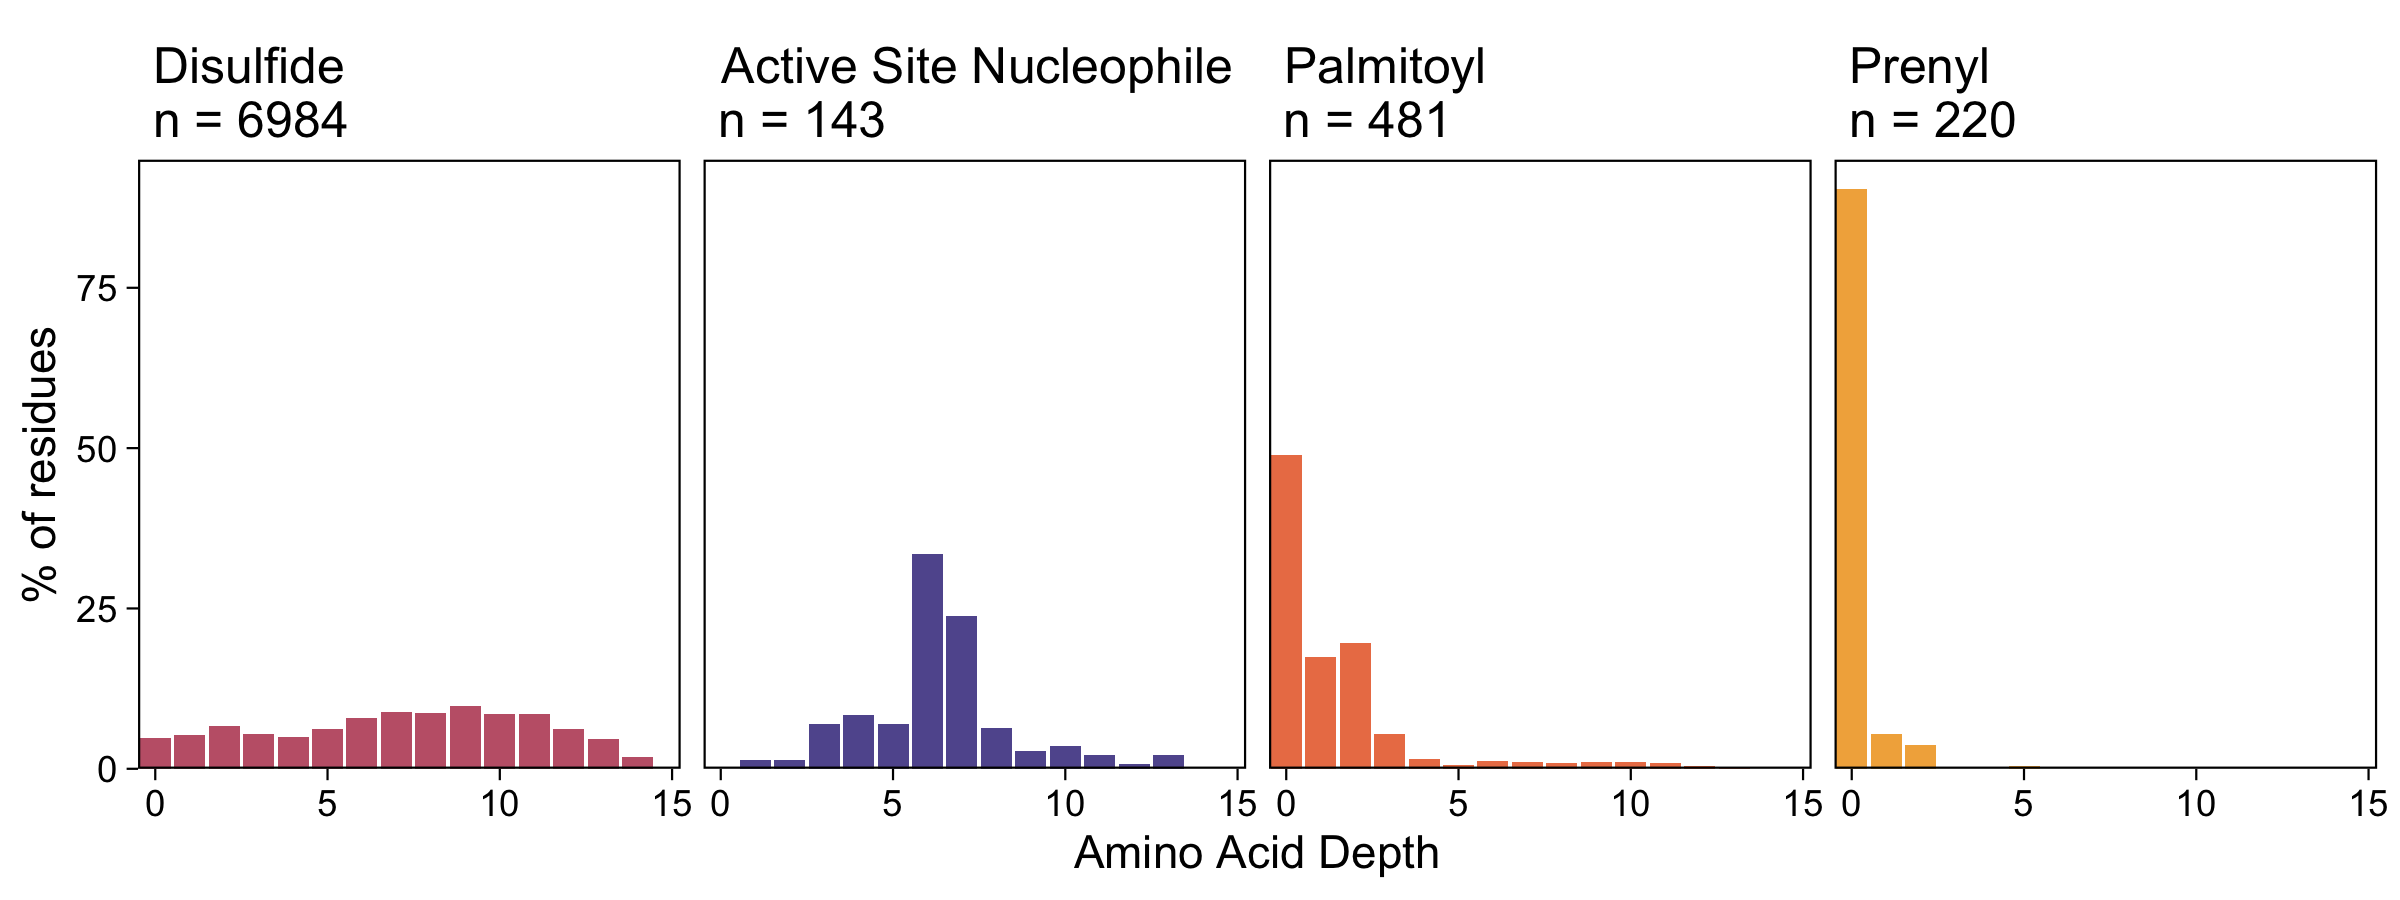 Disulfide
n = 6984
Active Site Nucleophile
n = 143
Palmitoyl
n = 481
Prenyl
n = 220
% of residues
75
50
25
0
0 5 10 15
0 5 10 15
0 5 10 15
0 5 10 15
Amino Acid Depth